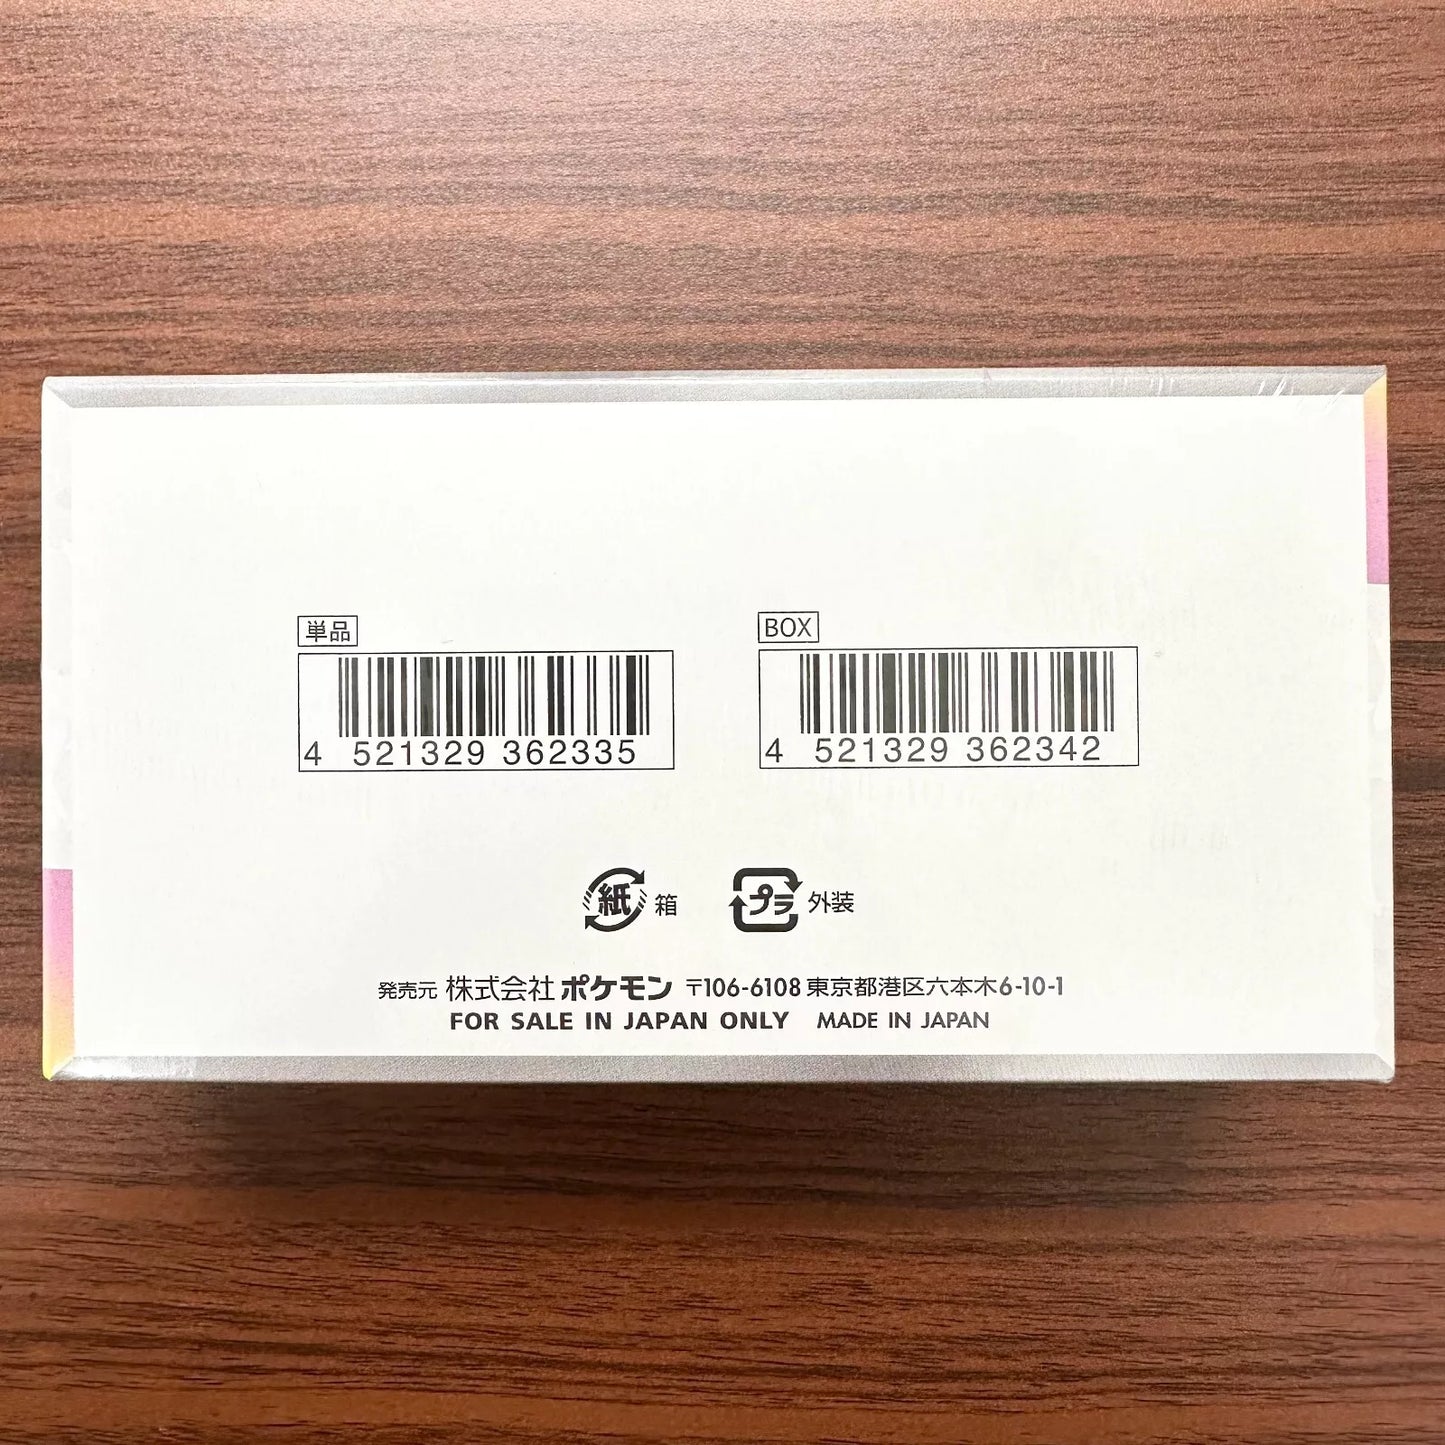 単品
BOX
4 521329 362335
4 521329 362342
紙 箱
プラ 外装
発売元 株式会社 ポケモン 〒106-6108 東京都港区六本木6-10-1
FOR SALE IN JAPAN ONLY MADE IN JAPAN